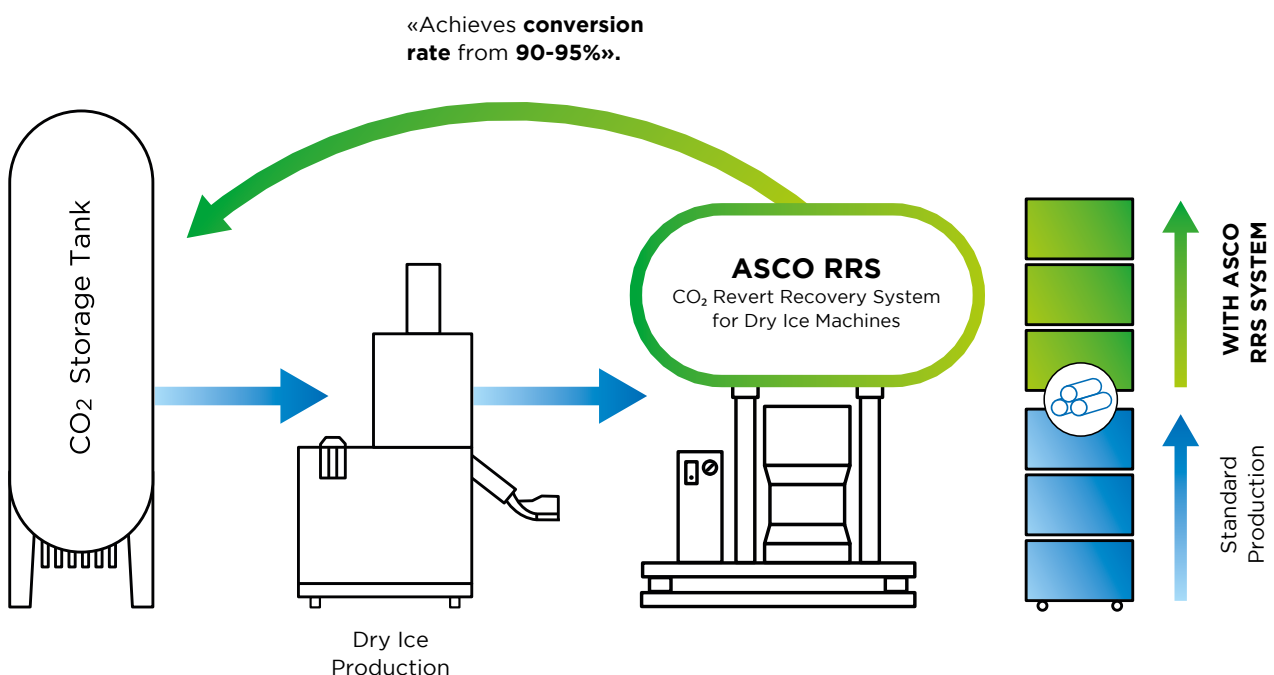 «Achieves conversion
rate from 90-95%».
CO2 Storage Tank
ASCO RRS
CO₂ Revert Recovery System
for Dry Ice Machines
WITH ASCO
RRS SYSTEM
Standard
Production
Dry Ice
Production